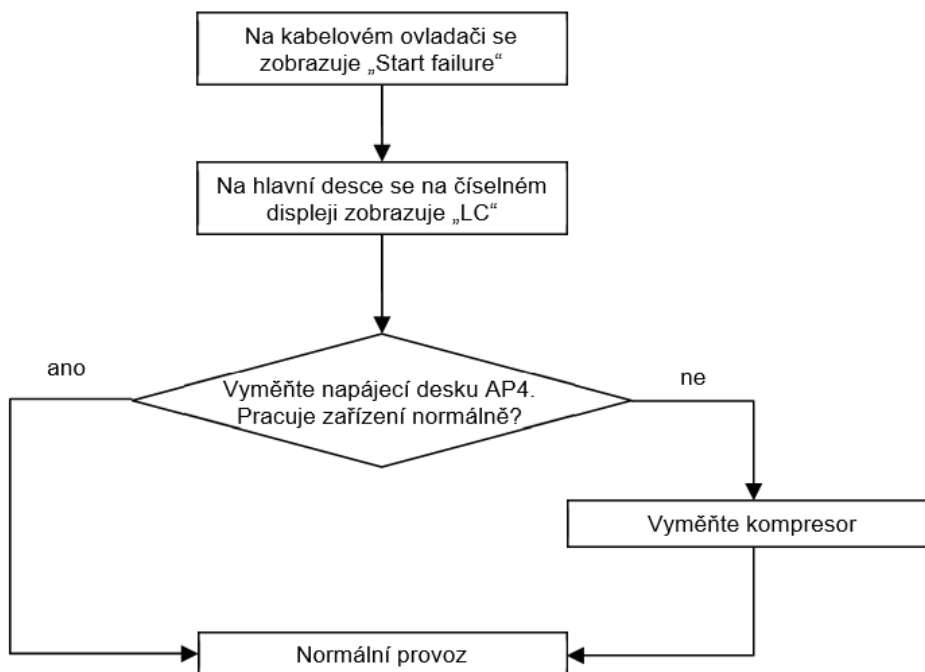 Na kabelovém ovladači se
zobrazuje „Start failure“
Na hlavní desce se na číselném
displeji zobrazuje „LC“
ano
Vyměňte napájecí desku AP4.
Pracuje zařízení normálně?
ne
Vyměňte kompresor
Normální provoz